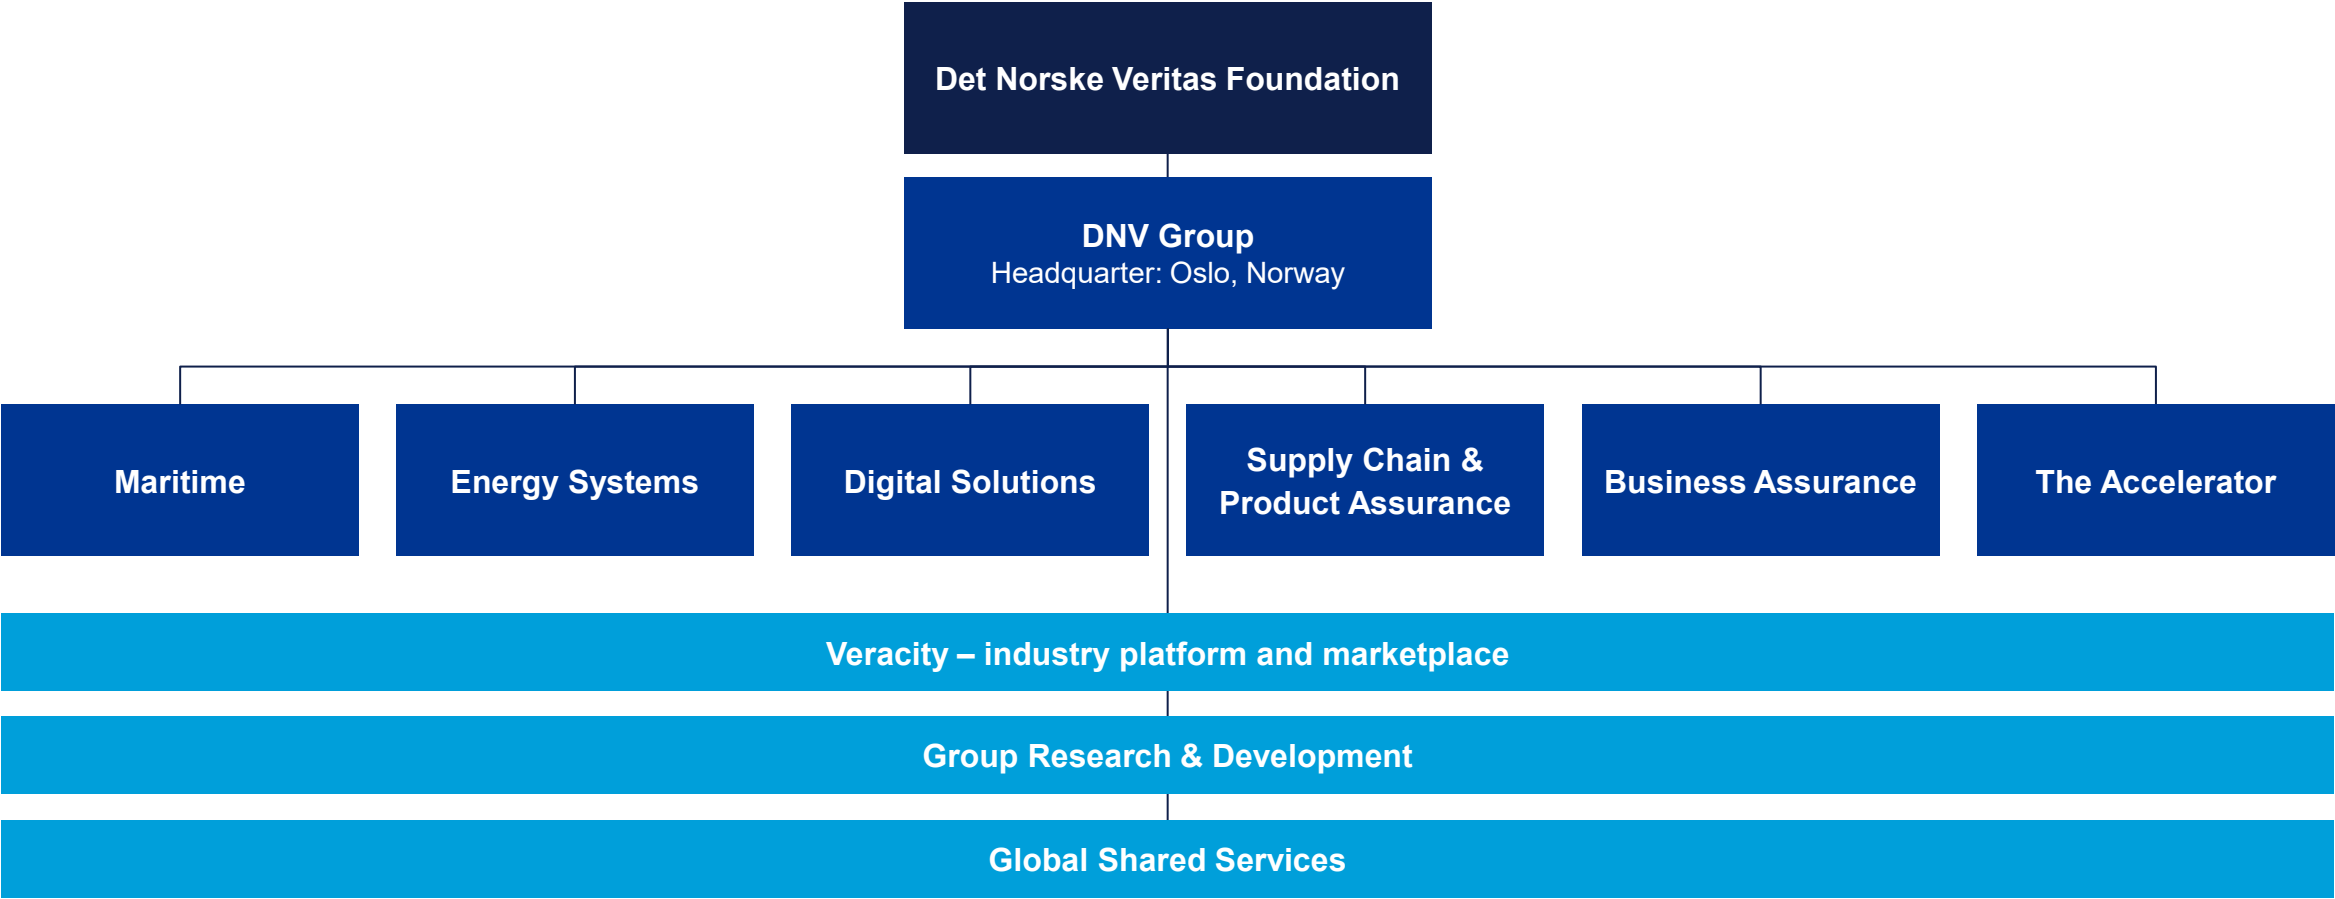 Det Norske Veritas Foundation
DNV Group
Headquarter: Oslo, Norway
Maritime
Energy Systems
Digital Solutions
Supply Chain &
Product Assurance
Business Assurance
The Accelerator
Veracity – industry platform and marketplace
Group Research & Development
Global Shared Services